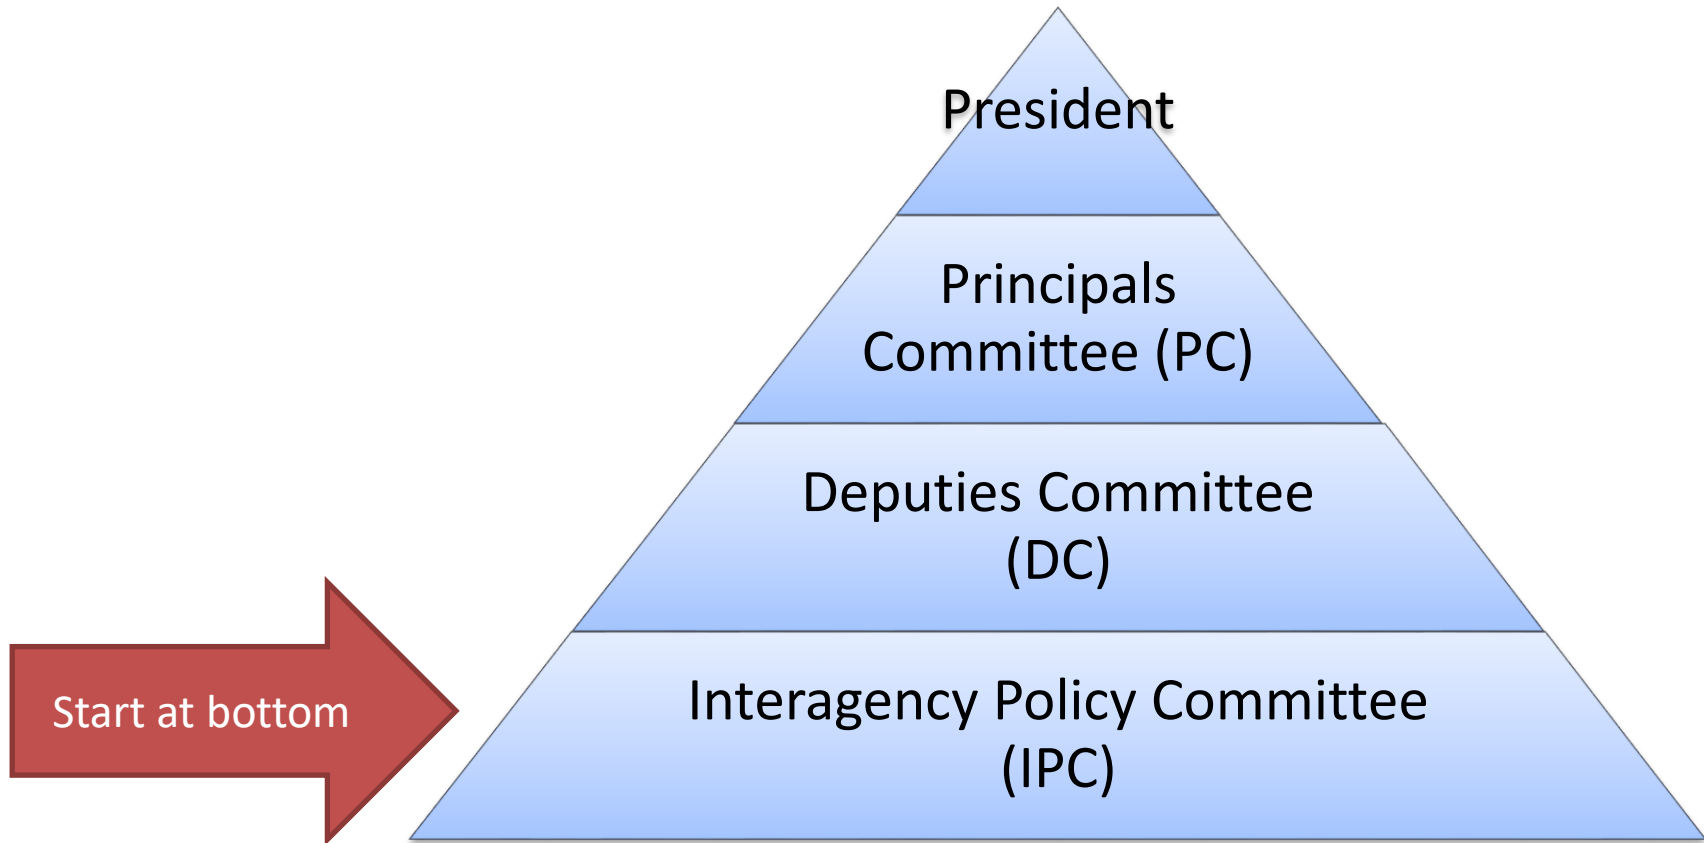 President
Principals
Committee (PC)
Deputies Committee
(DC)
Interagency Policy Committee
(IPC)
Start at bottom